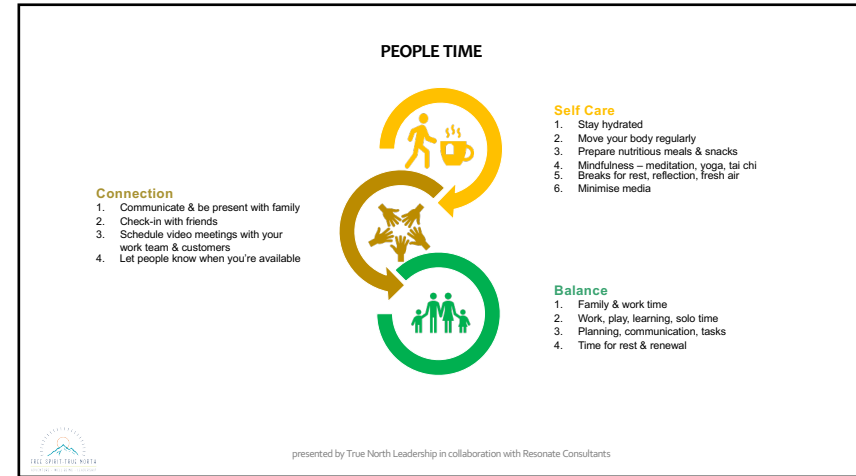 PEOPLE TIME
Self Care
1. Stay hydrated
2. Move your body regularly
3. Prepare nutritious meals & snacks
4. Mindfulness – meditation, yoga, tai chi
5. Breaks for rest, reflection, fresh air
6. Minimise media
Connection
1. Communicate & be present with family
2. Check-in with friends
3. Schedule video meetings with your
work team & customers
4. Let people know when you're available
Balance
1. Family & work time
2. Work, play, learning, solo time
3. Planning, communication, tasks
4. Time for rest & renewal
FREE SPIRIT-TRUE NORTH
presented by True North Leadership in collaboration with Resonate Consultants